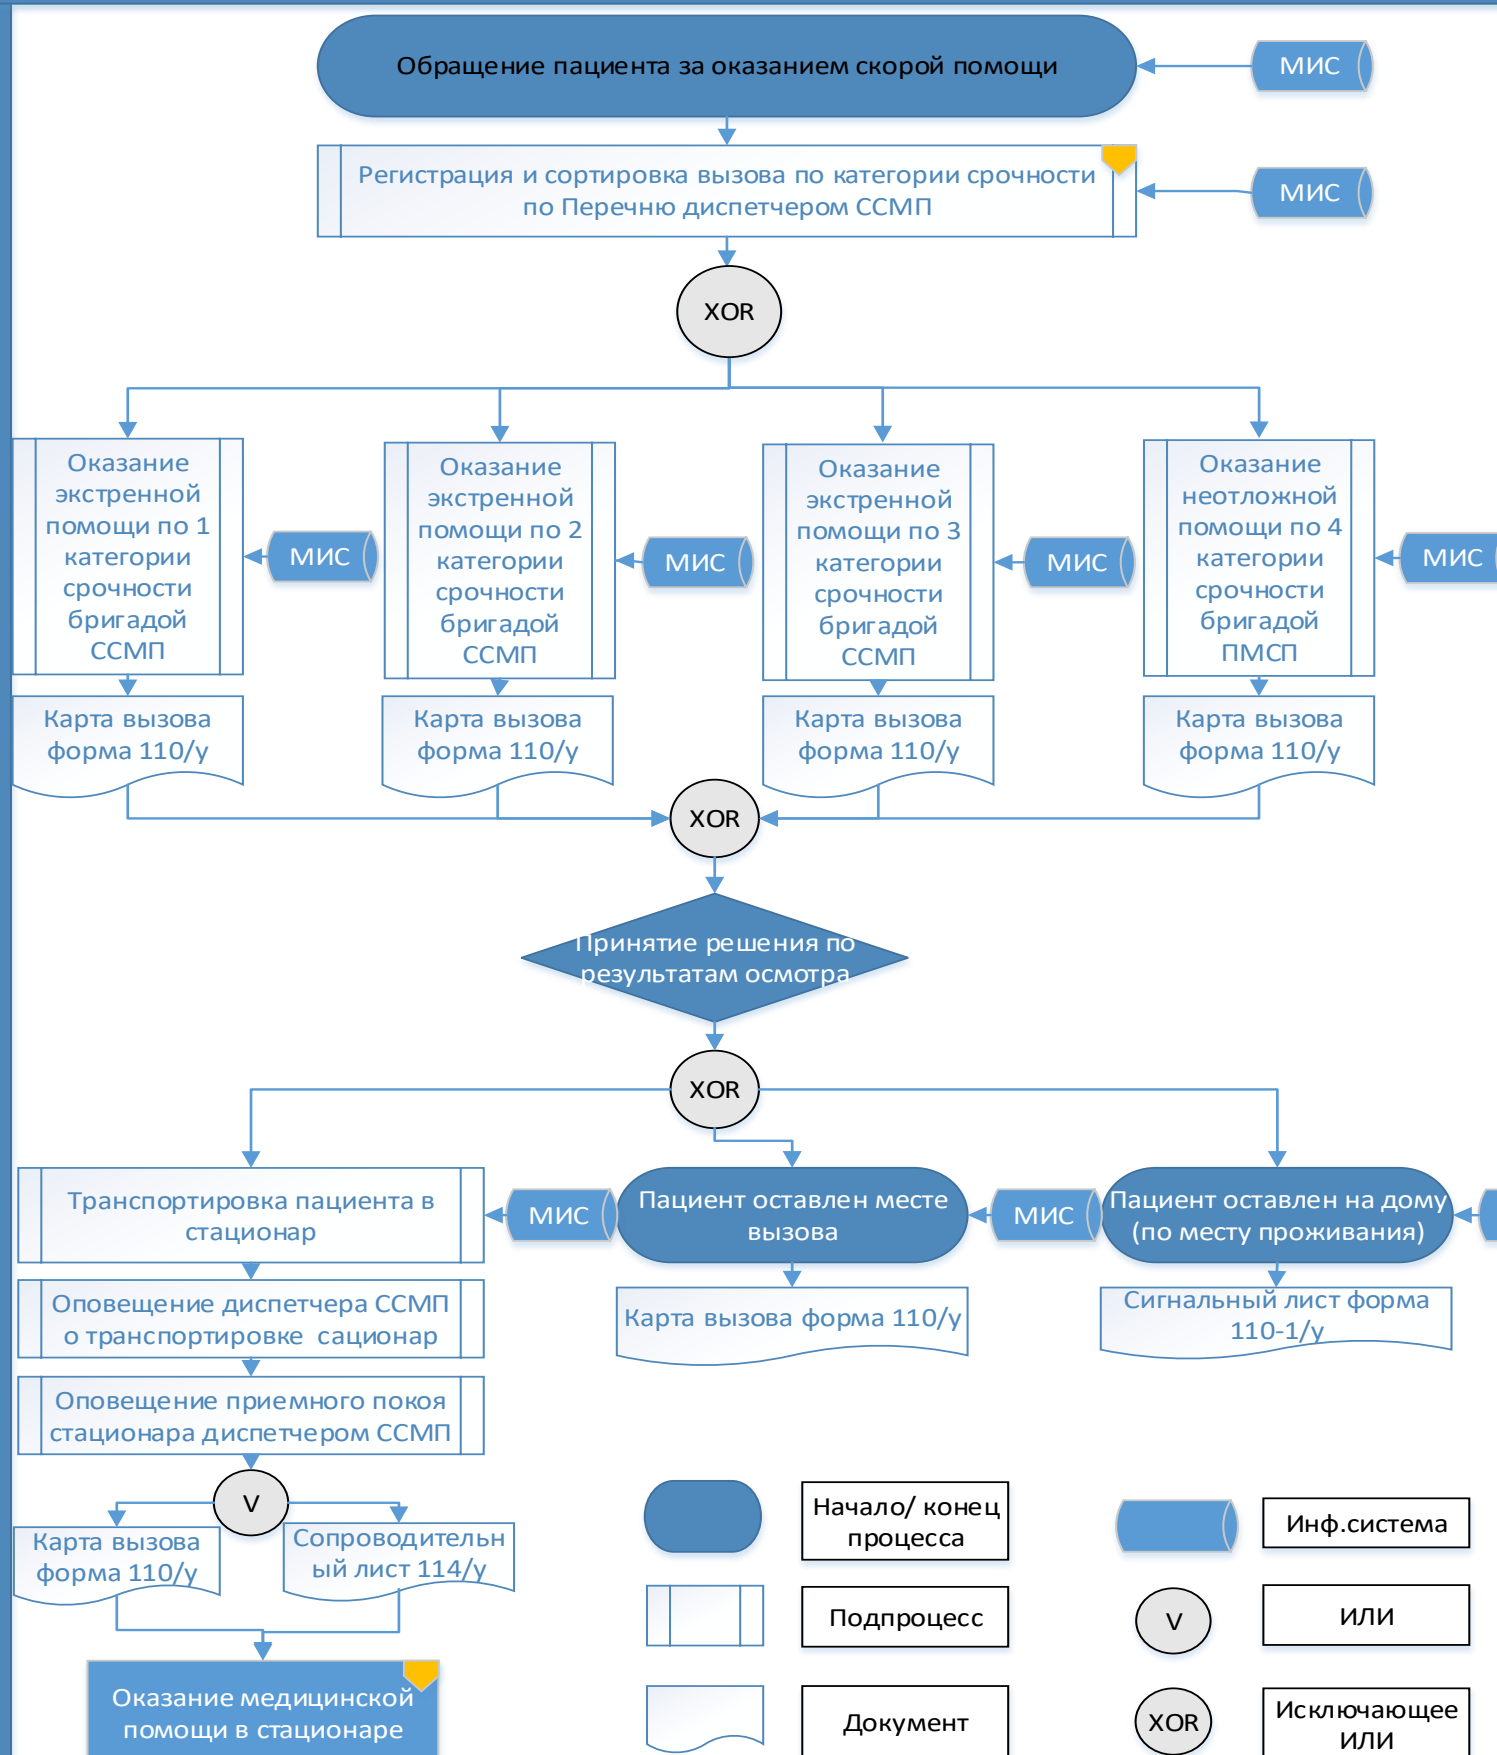 Обращение пациента за оказанием скорой помощи
МИС
Регистрация и сортировка вызова по категории срочности
по Перечню диспетчером ССМП
МИС
XOR
Оказание
экстренной
помощи по 1
категории
срочности
бригадой
ССМП
МИС
Оказание
экстренной
помощи по 2
категории
срочности
бригадой
ССМП
МИС
Оказание
экстренной
помощи по 3
категории
срочности
бригадой
ССМП
МИС
Оказание
неотложной
помощи по 4
категории
срочности
бригадой
ПМСП
МИС
Карта вызова
форма 110/у
Карта вызова
форма 110/у
Карта вызова
форма 110/у
Карта вызова
форма 110/у
XOR
Принятие решения по
результатам осмотра
XOR
Транспортировка пациента в
стационар
МИС
Пациент оставлен месте
вызова
МИС
Пациент оставлен на дому
(по месту проживания)
Оповещение диспетчера ССМП
о транспортировке сационар
Карта вызова форма 110/у
Сигнальный лист форма
110-1/у
Оповещение приемного покоя
стационара диспетчером ССМП
V
Карта вызова
форма 110/у
Сопроводительн
ый лист 114/у
Оказание медицинской
помощи в стационаре
Начало/ конец
процесса
Инф.система
Подпроцесс
V
ИЛИ
Документ
XOR
Исключающее
ИЛИ